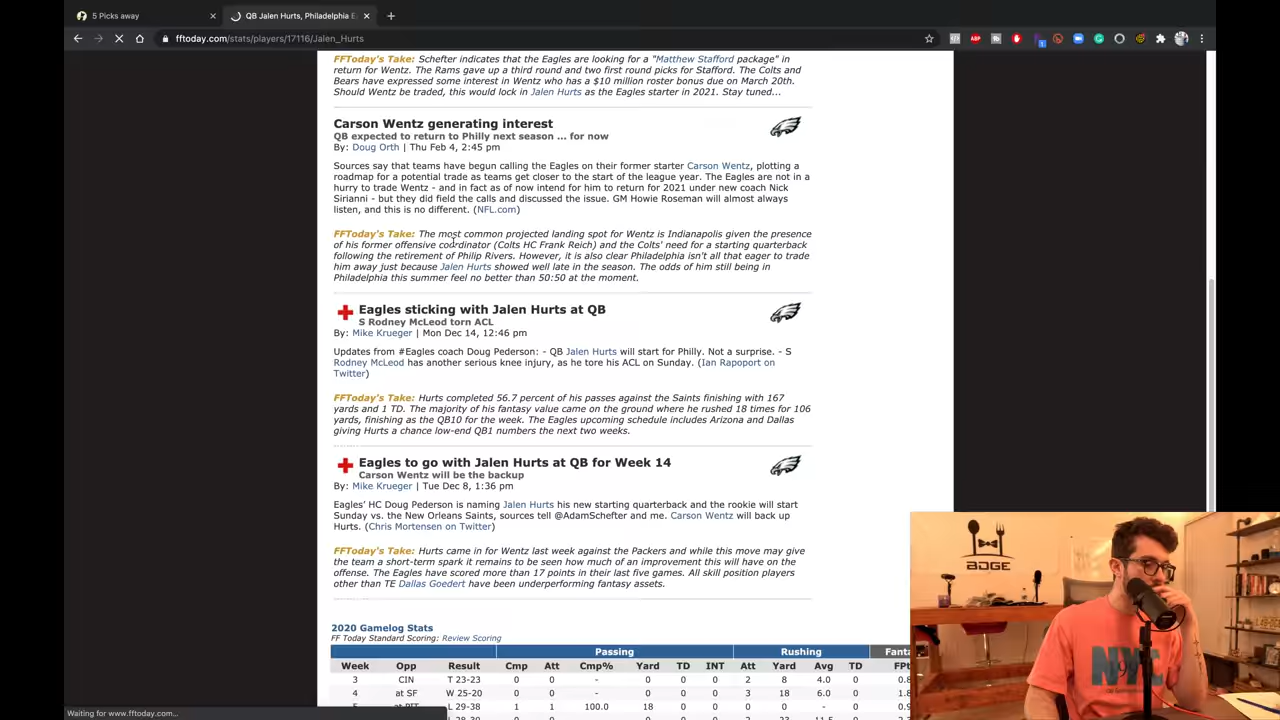 5 Picks away
QB Jalen Hurts, Philadelphia E
fftoday.com/stats/players/17116/Jalen_Hurts
FFToday's Take: Schefter indicates that the Eagles are looking for a "Matthew Stafford package" in
return for Wentz. The Rams gave up a third round and two first round picks for Stafford. The Colts and
Bears have expressed some interest in Wentz who has a $10 million roster bonus due on March 20th.
Should Wentz be traded, this would lock in Jalen Hurts as the Eagles starter in 2021. Stay tuned...
Carson Wentz generating interest
QB expected to return to Philly next season ... for now
By: Doug Orth | Thu Feb 4, 2:45 pm
Sources say that teams have begun calling the Eagles on their former starter Carson Wentz, plotting a
roadmap for a potential trade as teams get closer to the start of the league year. The Eagles are not in a
hurry to trade Wentz - and in fact as of now intend for him to return for 2021 under new coach Nick
Sirianni - but they did field the calls and discussed the issue. GM Howie Roseman will almost always
listen, and this is no different. (NFL.com)
FFToday's Take: The most common projected landing spot for Wentz is Indianapolis given the presence
of his former offensive coordinator (Colts HC Frank Reich) and the Colts' need for a starting quarterback
following the retirement of Philip Rivers. However, it is also clear Philadelphia isn't all that eager to trade
him away just because Jalen Hurts showed well late in the season. The odds of him still being in
Philadelphia this summer feel no better than 50:50 at the moment.
Eagles sticking with Jalen Hurts at QB
S Rodney McLeod torn ACL
By: Mike Krueger | Mon Dec 14, 12:46 pm
Updates from #Eagles coach Doug Pederson: - QB Jalen Hurts will start for Philly. Not a surprise. - S
Rodney McLeod has another serious knee injury, as he tore his ACL on Sunday. (Ian Rapoport on
Twitter)
FFToday's Take: Hurts completed 56.7 percent of his passes against the Saints finishing with 167
yards and 1 TD. The majority of his fantasy value came on the ground where he rushed 18 times for 106
yards, finishing as the QB10 for the week. The Eagles upcoming schedule includes Arizona and Dallas
giving Hurts a chance low-end QB1 numbers the next two weeks.
Eagles to go with Jalen Hurts at QB for Week 14
Carson Wentz will be the backup
By: Mike Krueger | Tue Dec 8, 1:36 pm
Eagles' HC Doug Pederson is naming Jalen Hurts his new starting quarterback and the rookie will start
Sunday vs. the New Orleans Saints, sources tell @AdamSchefter and me. Carson Wentz will back up
Hurts. (Chris Mortensen on Twitter)
FFToday's Take: Hurts came in for Wentz last week against the Packers and while this move may give
the team a short-term spark it remains to be seen how much of an improvement this will have on the
offense. The Eagles have scored more than 17 points in their last five games. All skill position players
other than TE Dallas Goedert have been underperforming fantasy assets.
2020 Gamelog Stats
FF Today Standard Scoring: Review Scoring
Passing Rushing Fanta
Week Opp Result Cmp Att Cmp% Yard TD INT Att Yard Avg TD FPt
3 CIN T 23-23 0 0 - 0 0 0 2 8 4.0 0 0.8
4 at SF W 25-20 0 0 - 0 0 0 3 18 6.0 0 1.8
5 at PIT L 29-38 1 1 100.0 18 0 0 0 0 - 0 0.9
Waiting for www.fftoday.com...
BDGE
NYC